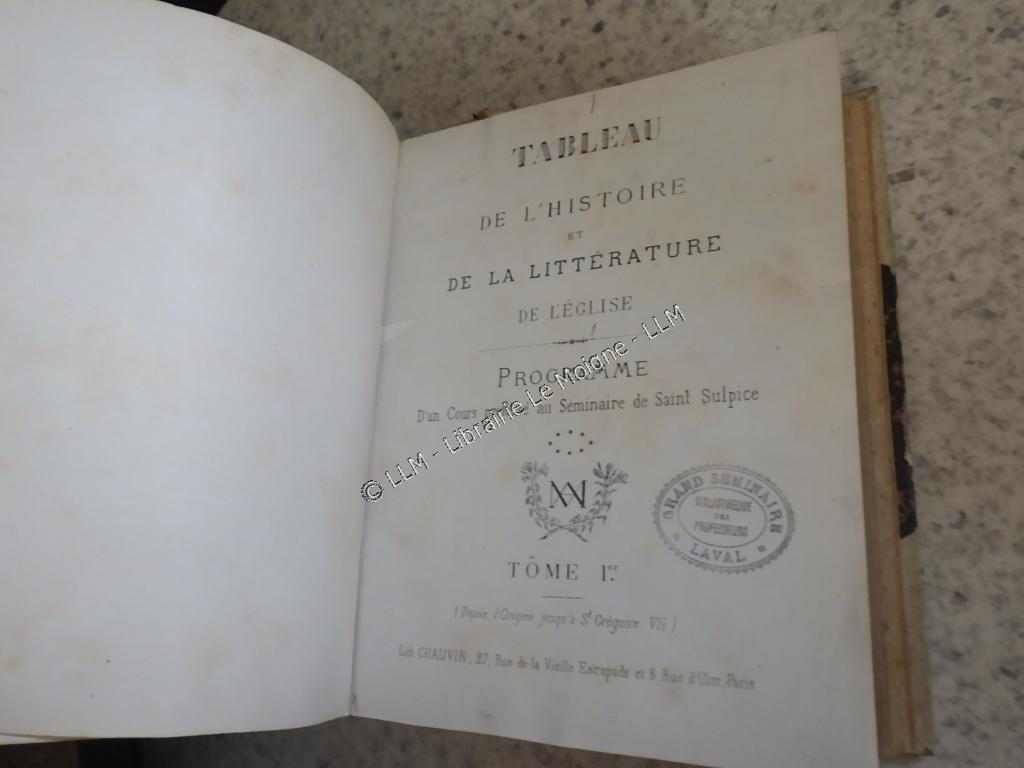 TABLEAU
DE L'HISTOIRE
ET
DE LA LITTÉRATURE
DE L'ÉGLISE
PROGRAMME
D'un Cours au Séminaire de Saint Sulpice
TÔME Ier.
(Depuis l'Origine jusqu'à St Grégoire VII)
Lith CHAUVIN, 27, Rue de la Vieille Estrapade et 8 Rue d'Ulm, Paris
GRAND SEMINAIRE
BIBLIOTHEQUE
DES
PROFESSEURS
LAVAL
© LLM - Librairie Le Moigne - LLM